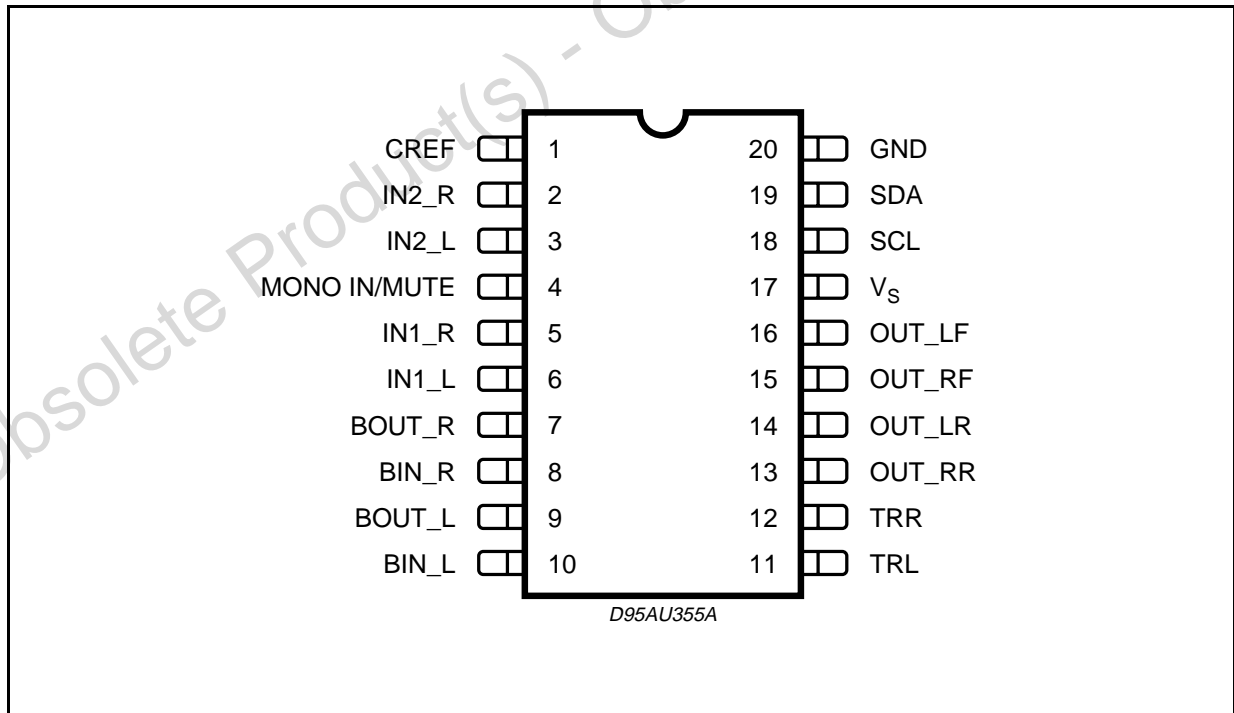 Obsolete Product(s) - Ob
CREF 1 20 GND
IN2_R 2 19 SDA
IN2_L 3 18 SCL
MONO IN/MUTE 4 17 VS
IN1_R 5 16 OUT_LF
IN1_L 6 15 OUT_RF
BOUT_R 7 14 OUT_LR
BIN_R 8 13 OUT_RR
BOUT_L 9 12 TRR
BIN_L 10 11 TRL
D95AU355A